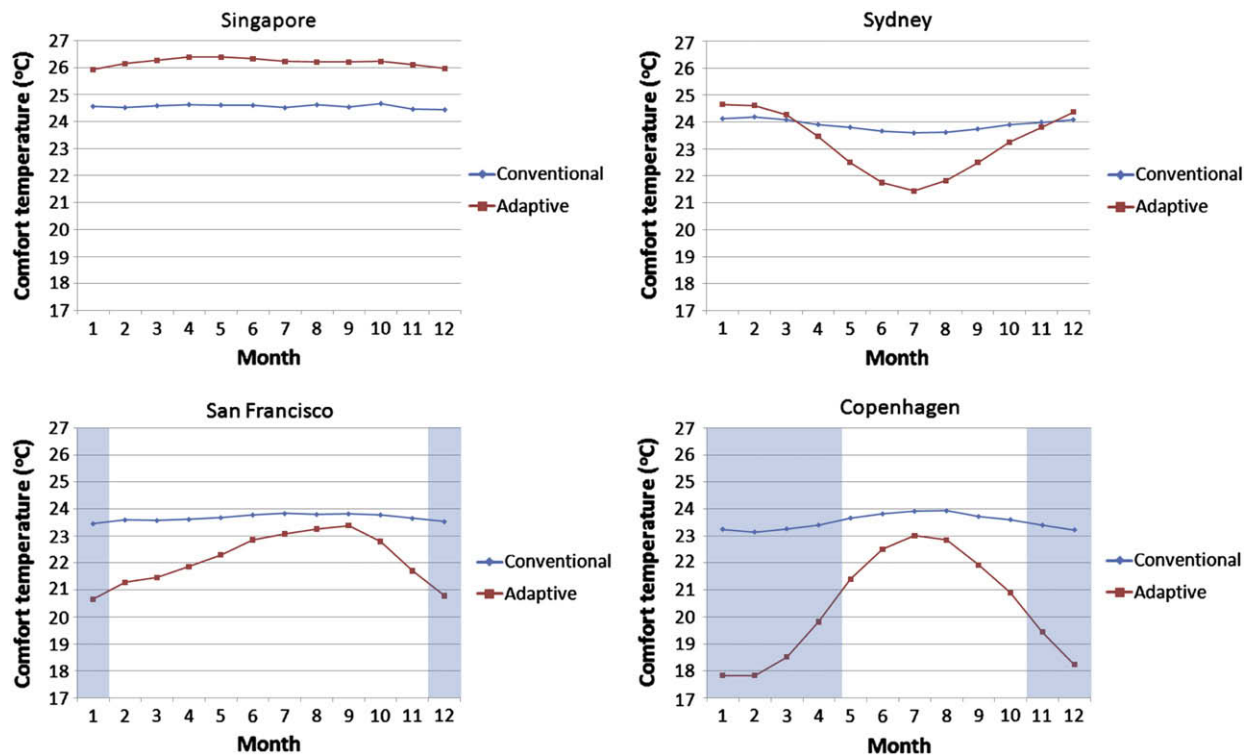 Singapore
Comfort temperature (°C)
27
26
25
24
23
22
21
20
19
18
17
1 2 3 4 5 6 7 8 9 10 11 12
Month
Conventional
Adaptive
Sydney
Comfort temperature (°C)
27
26
25
24
23
22
21
20
19
18
17
1 2 3 4 5 6 7 8 9 10 11 12
Month
Conventional
Adaptive
San Francisco
Comfort temperature (°C)
27
26
25
24
23
22
21
20
19
18
17
1 2 3 4 5 6 7 8 9 10 11 12
Month
Conventional
Adaptive
Copenhagen
Comfort temperature (°C)
27
26
25
24
23
22
21
20
19
18
17
1 2 3 4 5 6 7 8 9 10 11 12
Month
Conventional
Adaptive